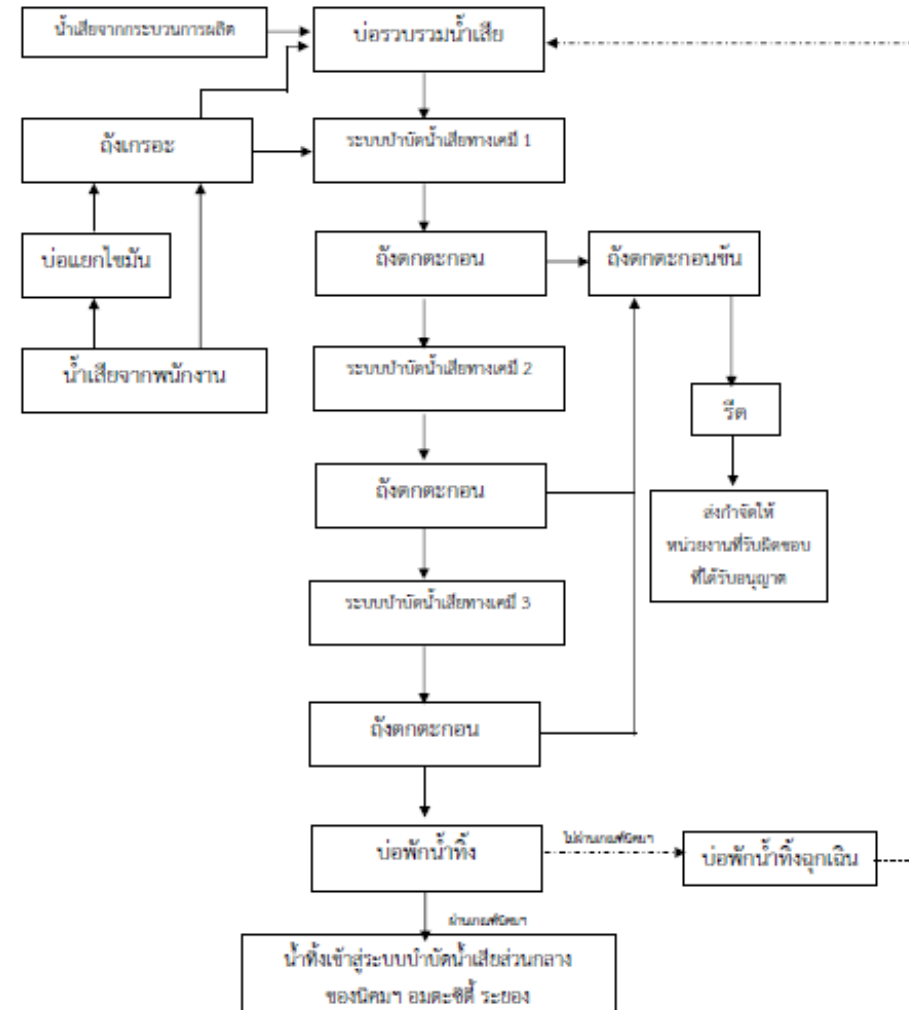 น้ำเสียจากกระบวนการผลิต
บ่อรวบรวมน้ำเสีย
ถังเกรอะ
ระบบบำบัดน้ำเสียทางเคมี 1
บ่อแยกไขมัน
ถังตกตะกอน
ถังตกตะกอนข้น
น้ำเสียจากพนักงาน
ระบบบำบัดน้ำเสียทางเคมี 2
รีด
ถังตกตะกอน
ส่งกำจัดให้
หน่วยงานที่รับผิดชอบ
ที่ได้รับอนุญาต
ระบบบำบัดน้ำเสียทางเคมี 3
ถังตกตะกอน
บ่อพักน้ำทิ้ง
ไม่ผ่านเกณฑ์นิคมฯ
บ่อพักน้ำทิ้งฉุกเฉิน
ผ่านเกณฑ์นิคมฯ
น้ำทิ้งเข้าสู่ระบบบำบัดน้ำเสียส่วนกลาง
ของนิคมฯ อมตะซิตี้ ระยอง